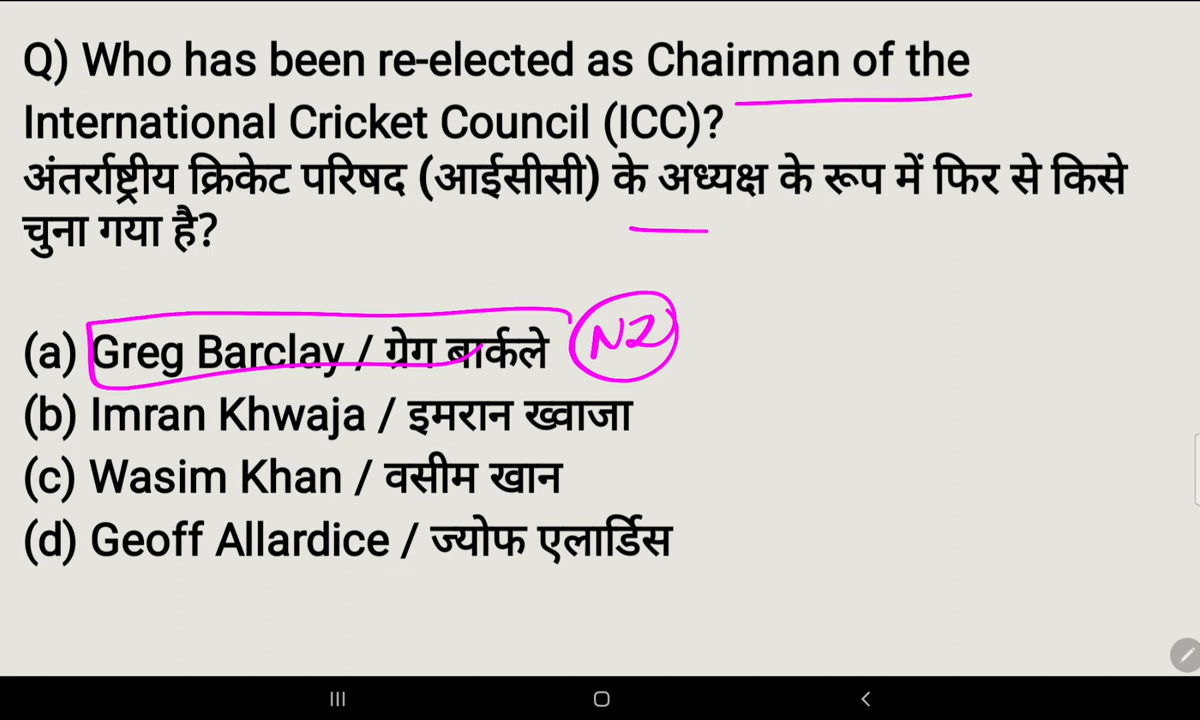 Q) Who has been re-elected as Chairman of the
International Cricket Council (ICC)?
अंतर्राष्ट्रीय क्रिकेट परिषद (आईसीसी) के अध्यक्ष के रूप में फिर से किसे
चुना गया है?
(a) Greg Barclay / ग्रेग बार्कले NZ
(b) Imran Khwaja / इमरान ख्वाजा
(c) Wasim Khan / वसीम खान
(d) Geoff Allardice / ज्योफ एलार्डिस